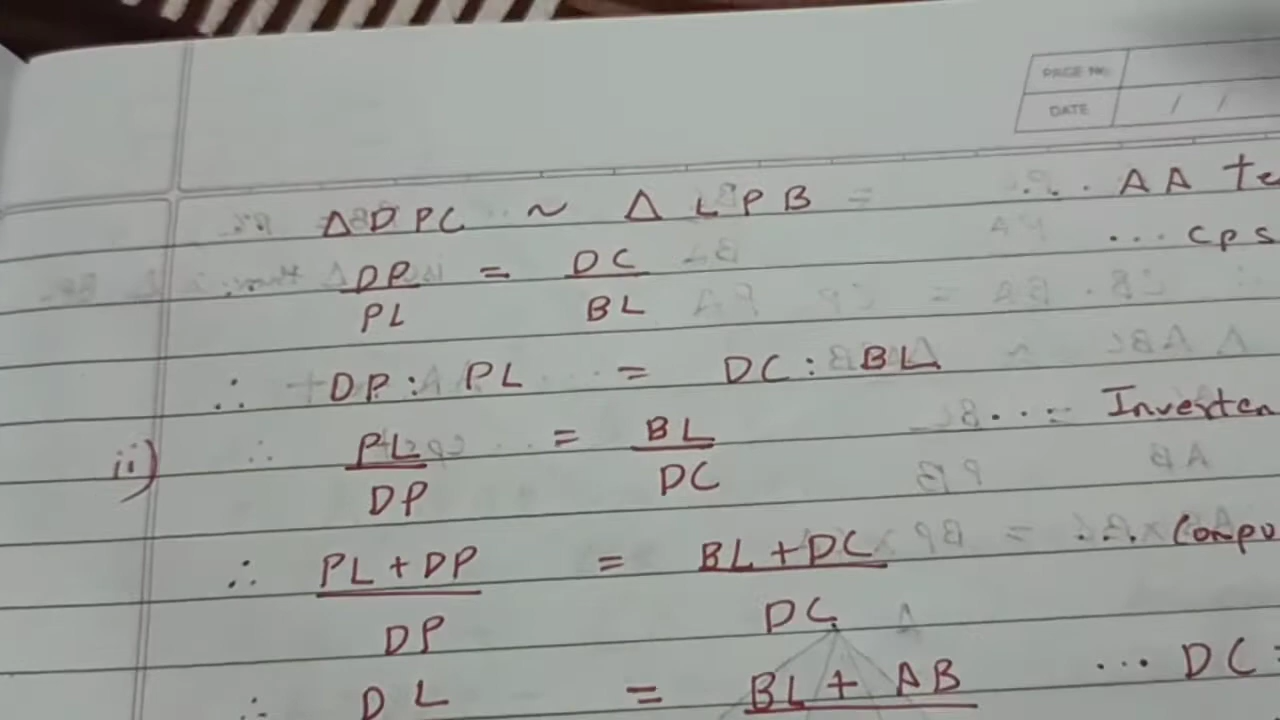 PAGE No.
DATE / /
Δ DPC ~ Δ LPB ... AA te
DP/PL = DC/BL ... cps
∴ DP : PL = DC : BL
ii) ∴ PL/DP = BL/DC ... Inverten
∴ PL + DP/DP = BL + DC/DC ... Compo
∴ DL = BL + AB ... DC =